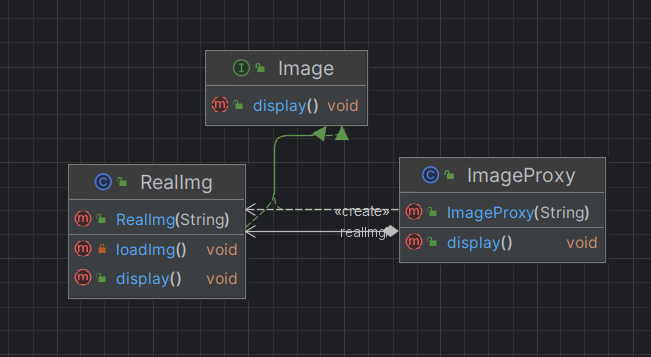 Image
display() void
RealImg
RealImg(String)
loadImg() void
display() void
«create»
realImg
ImageProxy
ImageProxy(String)
display() void